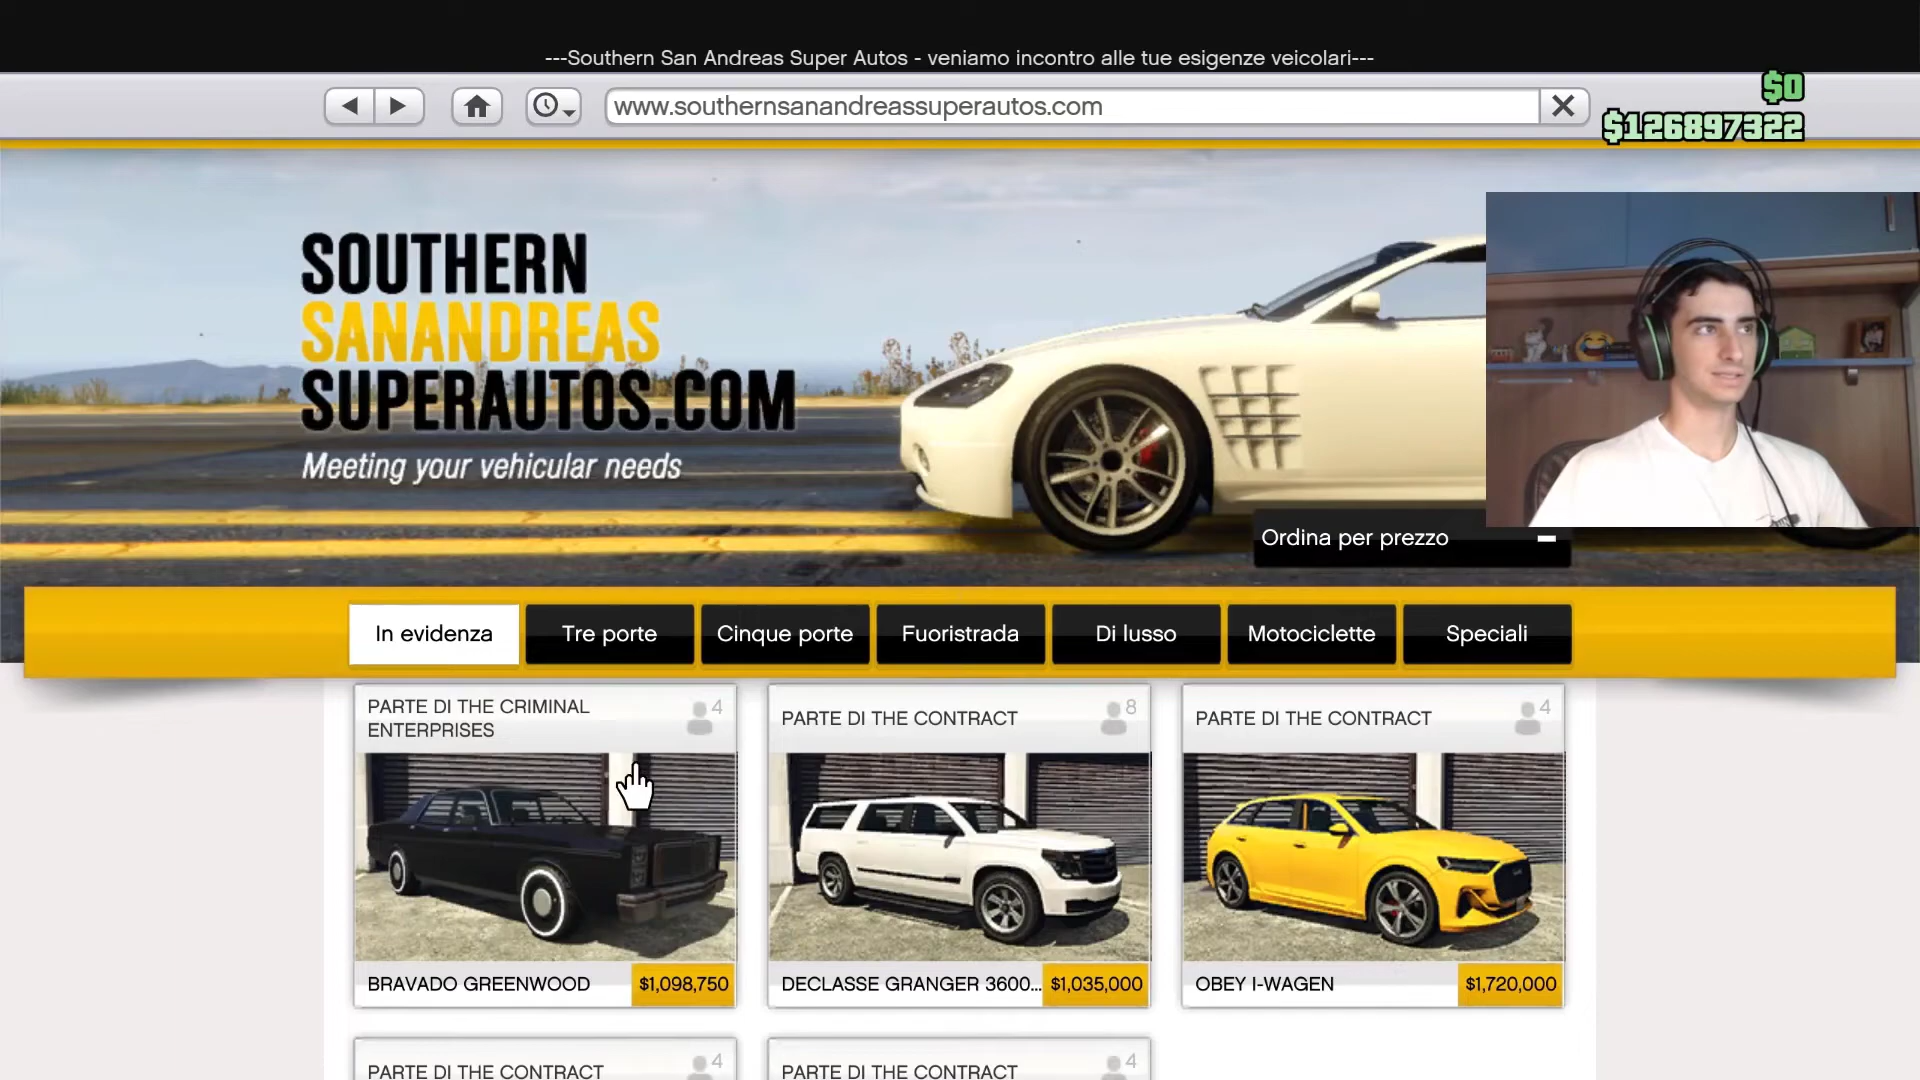 ---Southern San Andreas Super Autos - veniamo incontro alle tue esigenze veicolari---
www.southernsanandreassuperautos.com
$0
$126897322
SOUTHERN
SANANDREAS
SUPERAUTOS.COM
Meeting your vehicular needs
Ordina per prezzo
In evidenza
Tre porte
Cinque porte
Fuoristrada
Di lusso
Motociclette
Speciali
PARTE DI THE CRIMINAL
ENTERPRISES
4
PARTE DI THE CONTRACT
8
PARTE DI THE CONTRACT
4
BRAVADO GREENWOOD
$1,098,750
DECLASSE GRANGER 3600...
$1,035,000
OBEY I-WAGEN
$1,720,000
PARTE DI THE CONTRACT
4
PARTE DI THE CONTRACT
4